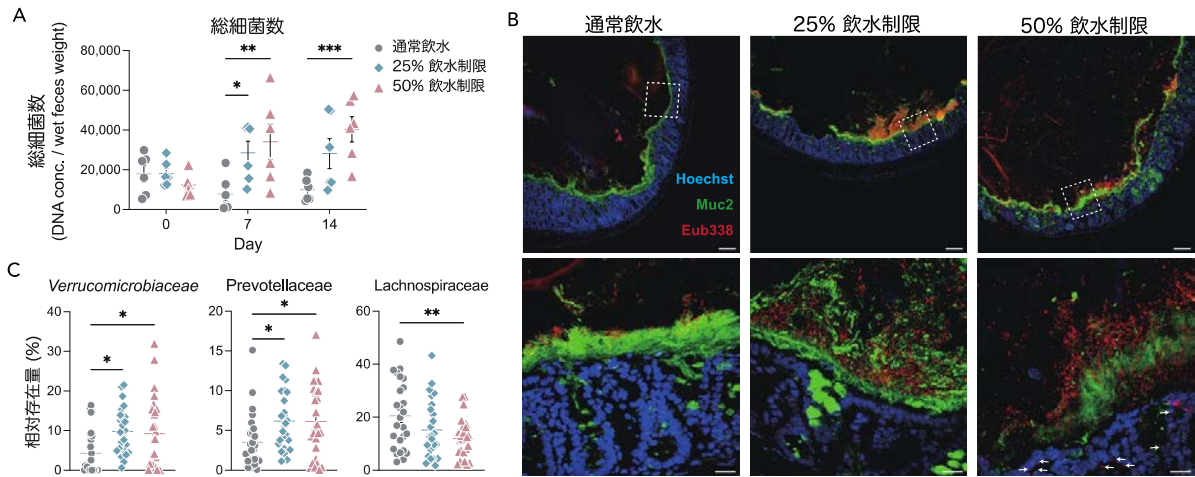 A
総細菌数
総細菌数
(DNA conc. / wet feces weight)
80,000
60,000
40,000
20,000
0
**
*
***
0
7
14
Day
通常飲水
25% 飲水制限
50% 飲水制限
B
通常飲水
25% 飲水制限
50% 飲水制限
Hoechst
Muc2
Eub338
C
相対存在量 (%)
Verrucomicrobiaceae
40
30
20
10
0
*
*
Prevotellaceae
20
15
10
5
0
*
*
Lachnospiraceae
60
40
20
0
**